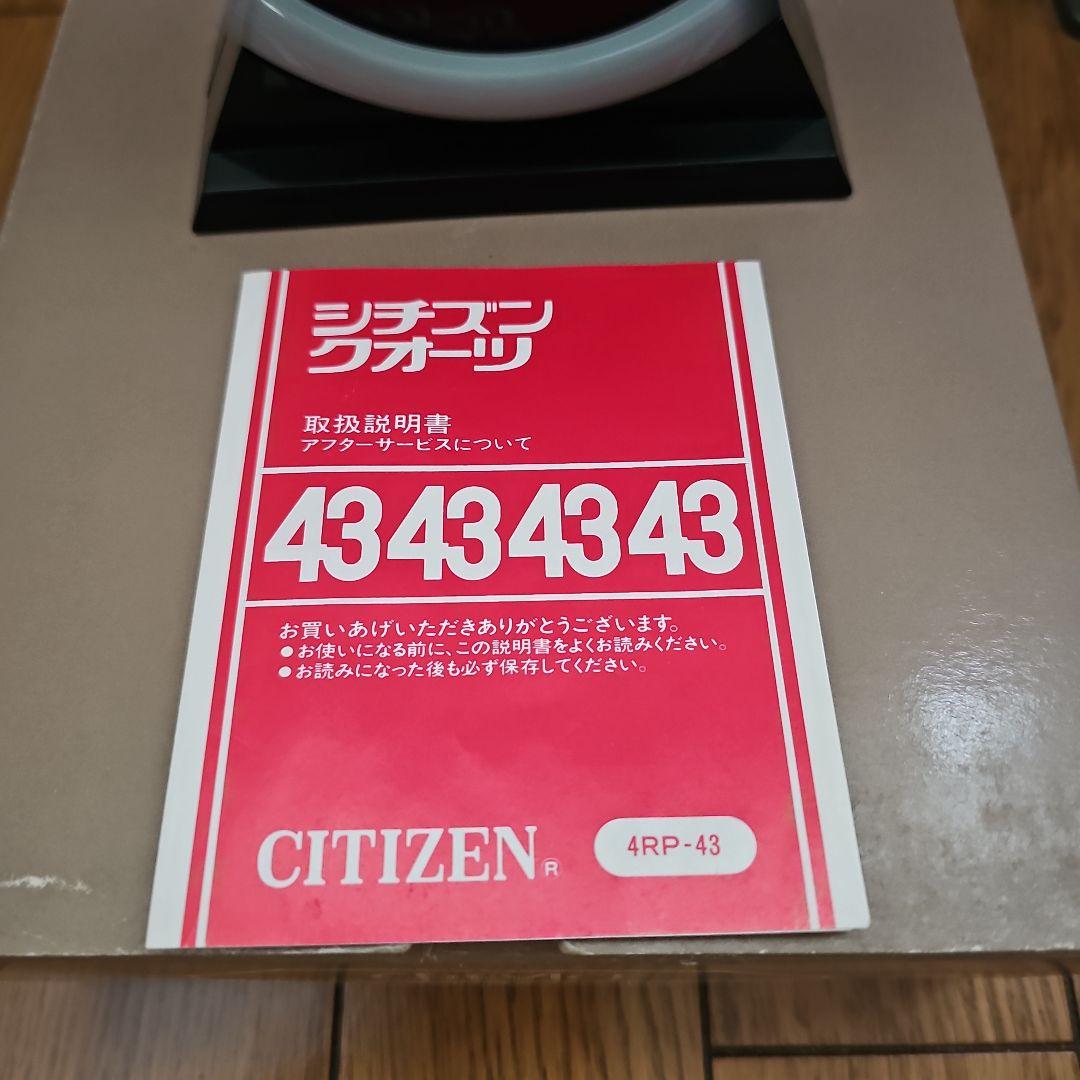 シチズン
クオーツ
取扱説明書
アフターサービスについて
43 43 43 43
お買いあげいただきありがとうございます。
●お使いになる前に、この説明書をよくお読みください。
●お読みになった後も必ず保存してください。
CITIZEN®
4RP-43